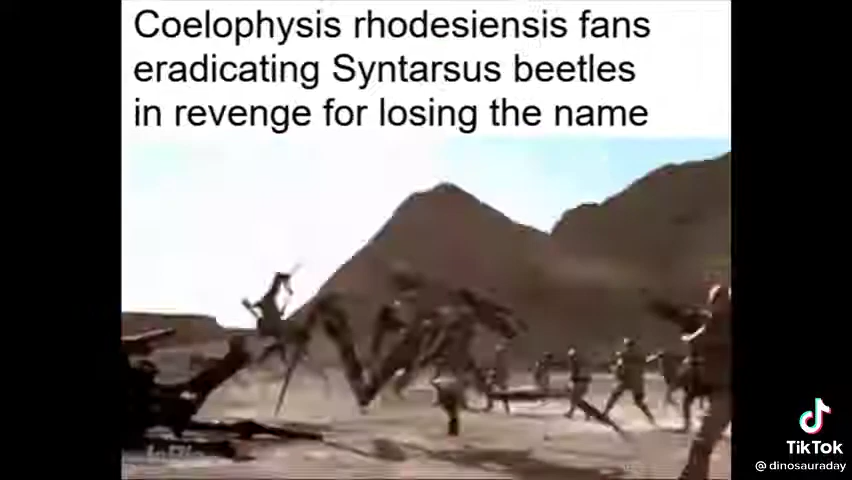 Coelophysis rhodesiensis fans
eradicating Syntarsus beetles
in revenge for losing the name
TikTok
@dinosauraday